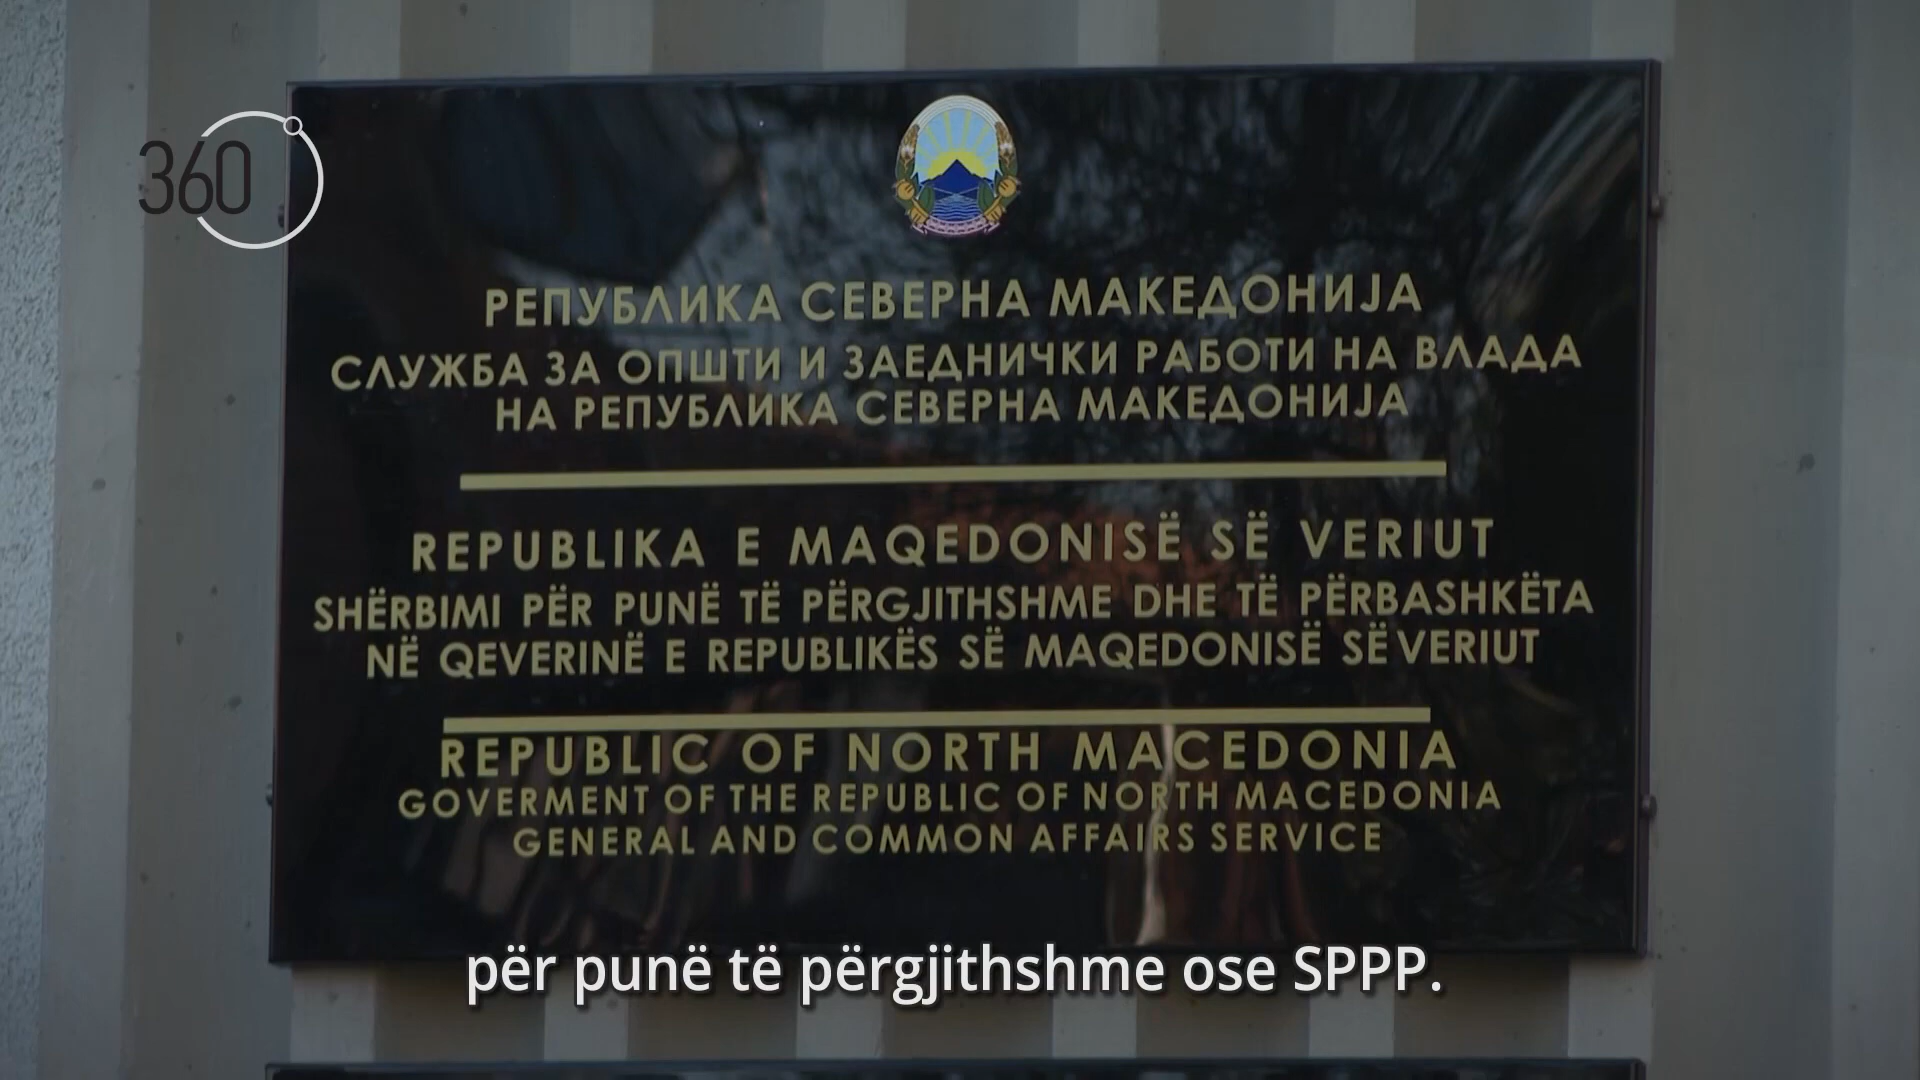 360
РЕПУБЛИКА СЕВЕРНА МАКЕДОНИЈА
СЛУЖБА ЗА ОПШТИ И ЗАЕДНИЧКИ РАБОТИ НА ВЛАДА
НА РЕПУБЛИКА СЕВЕРНА МАКЕДОНИЈА
REPUBLIKA E MAQEDONISË SË VERIUT
SHËRBIMI PËR PUNË TË PËRGJITHSHME DHE TË PËRBASHKËTA
NË QEVERINË E REPUBLIKËS SË MAQEDONISË SË VERIUT
REPUBLIC OF NORTH MACEDONIA
GOVERMENT OF THE REPUBLIC OF NORTH MACEDONIA
GENERAL AND COMMON AFFAIRS SERVICE
për punë të përgjithshme ose SPPP.